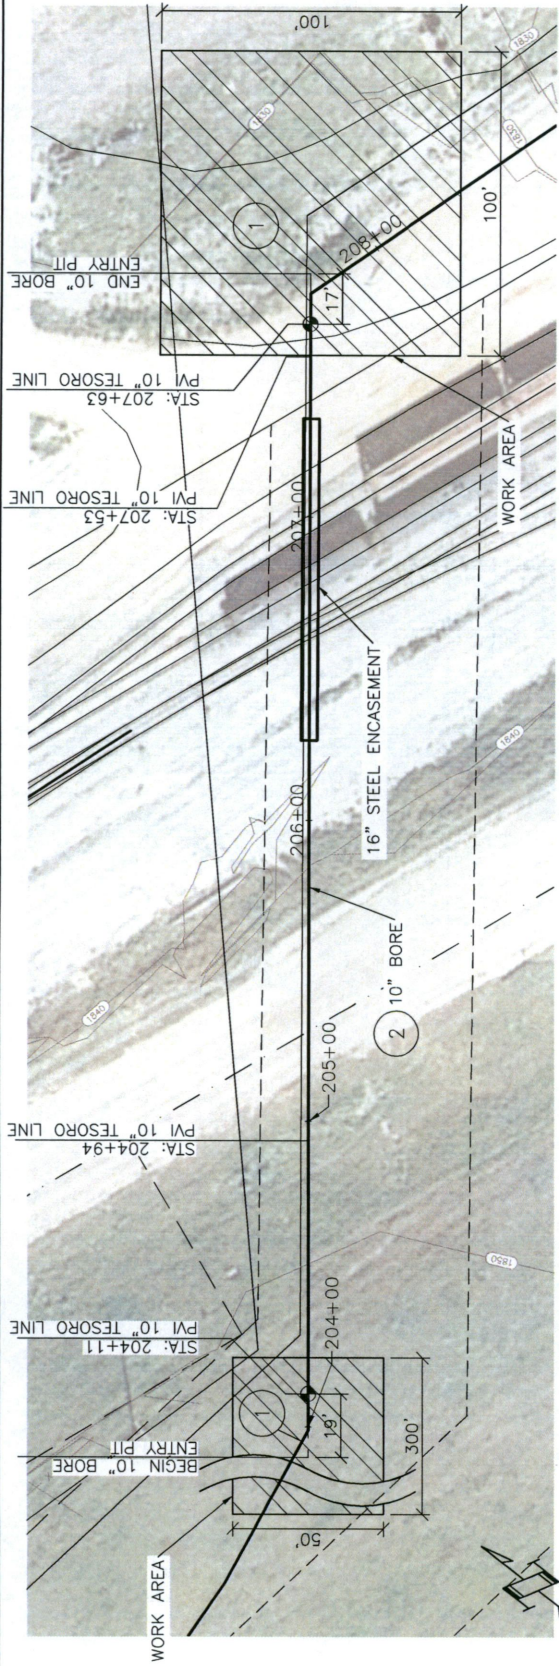 WORK AREA
BEGIN 10" BORE
ENTRY PIT
STA: 204+11
PVI 10" TESORO LINE
STA: 204+94
PVI 10" TESORO LINE
STA: 207+53
PVI 10" TESORO LINE
STA: 207+63
PVI 10" TESORO LINE
END 10" BORE
ENTRY PIT
50'
300'
1
19'
204+00
205+00
2
10" BORE
206+00
16" STEEL ENCASEMENT
207+00
WORK AREA
17'
208+00
1
100'
100'
1850
1840
1840
1830
1830
1830